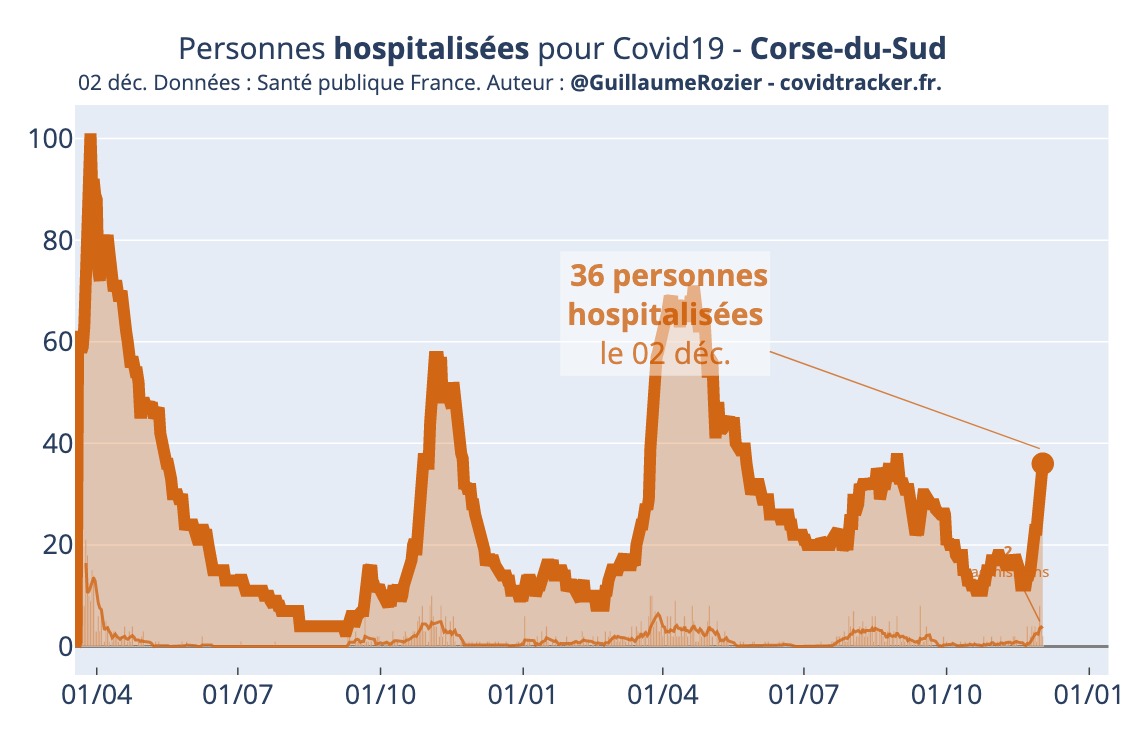 Personnes hospitalisées pour Covid19 - Corse-du-Sud
02 déc. Données : Santé publique France. Auteur : @GuillaumeRozier - covidtracker.fr.
100
80
60
40
20
0
36 personnes
hospitalisées
le 02 déc.
2
01/04 01/07 01/10 01/01 01/04 01/07 01/10 01/01